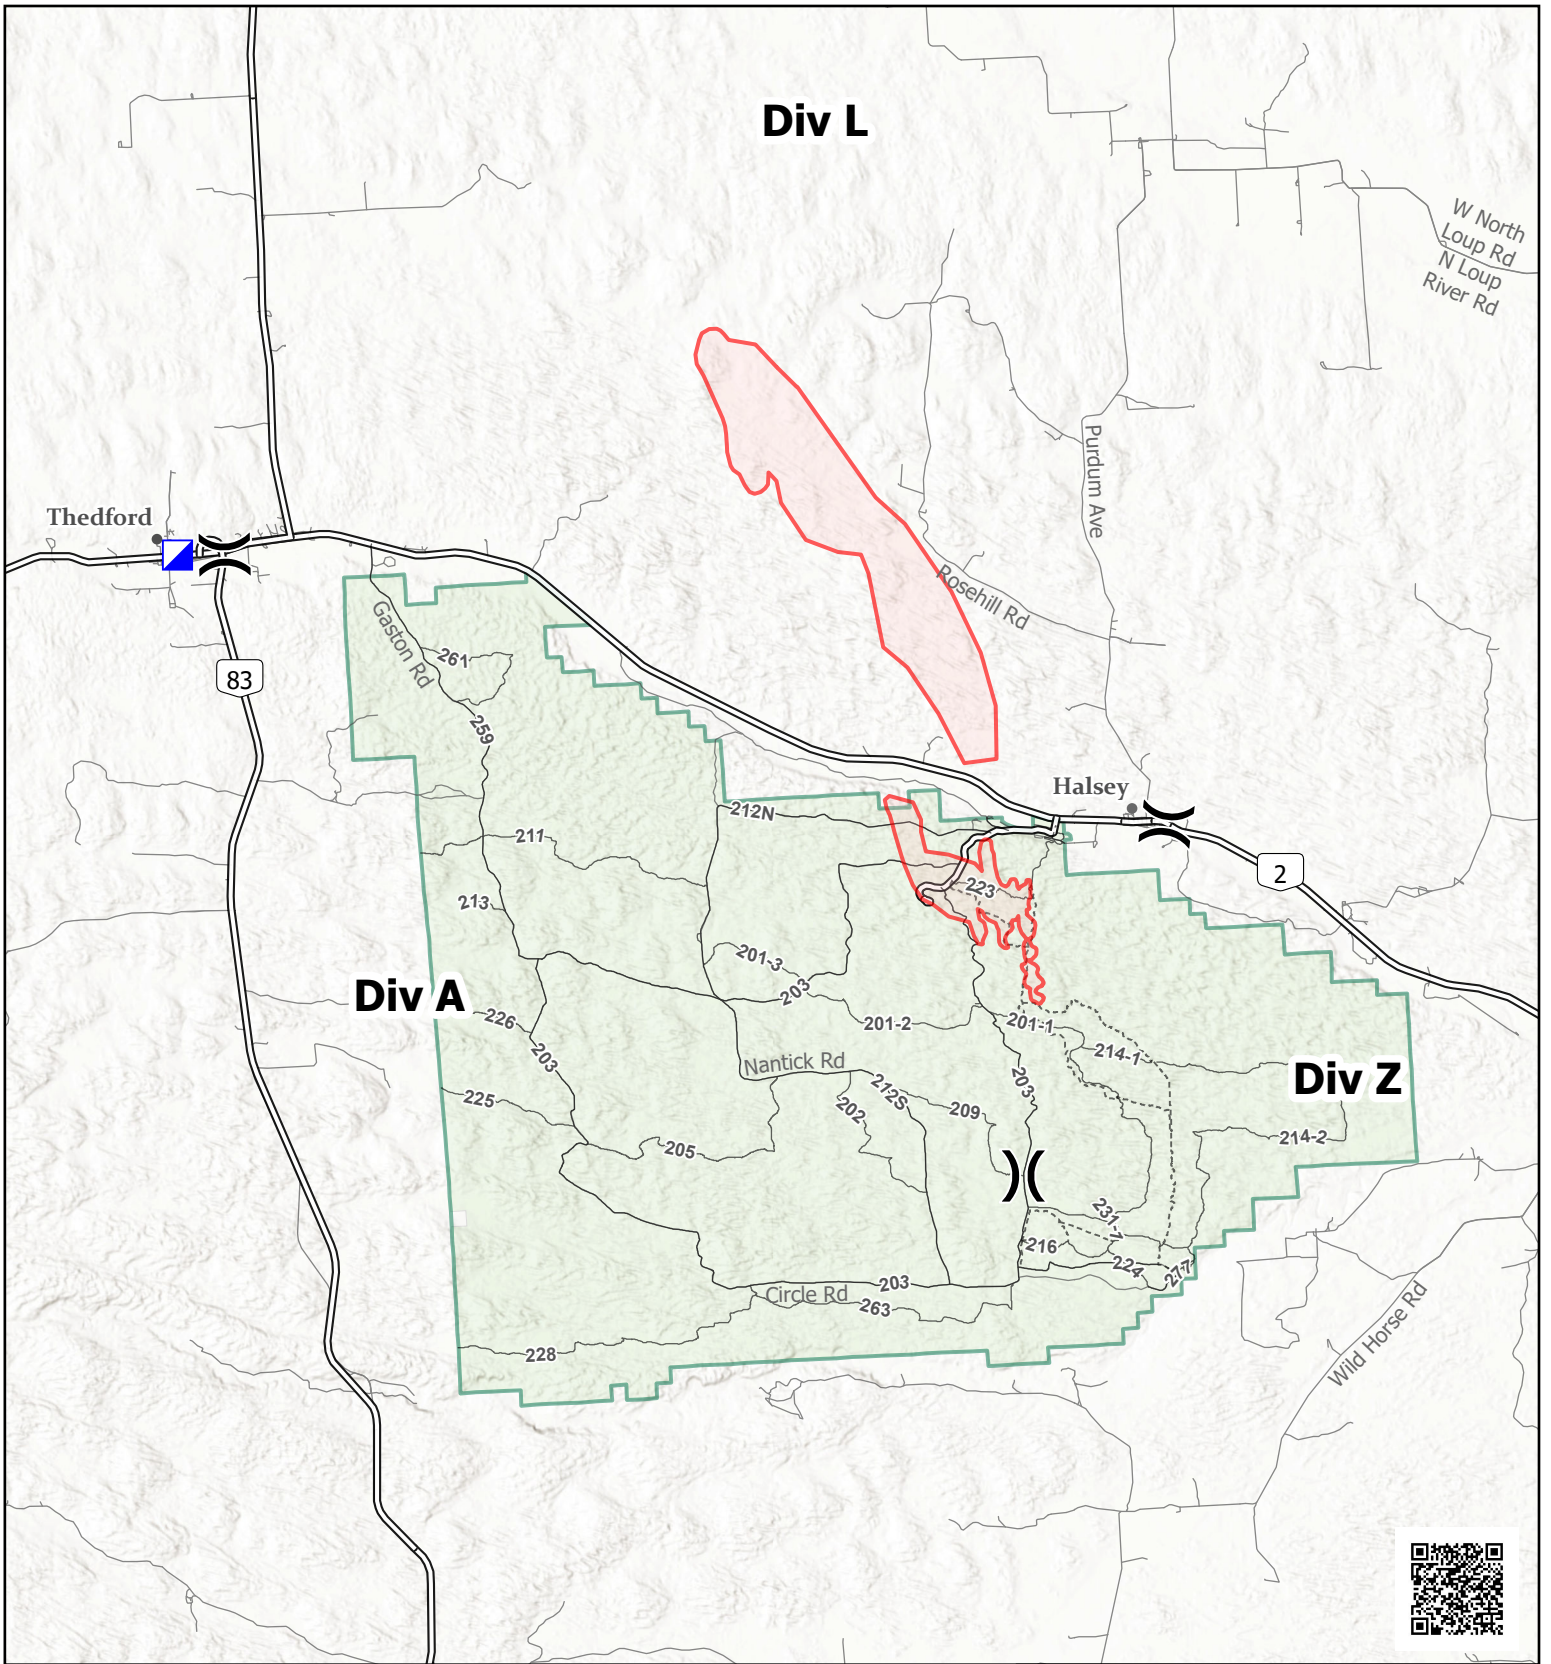 Div L
W North
Loup Rd
N Loup
River Rd
Purdum Ave
Thedford
Rosehill Rd
Gaston Rd
261
83
259
Halsey
212N
211
2
223
213
201-3
203
Div A
226
201-2
201-1
203
214-1
Nantick Rd
Div Z
203
225
212S
202
209
214-2
205
231-7
216
224
277
203
Circle Rd
263
Wild Horse Rd
228